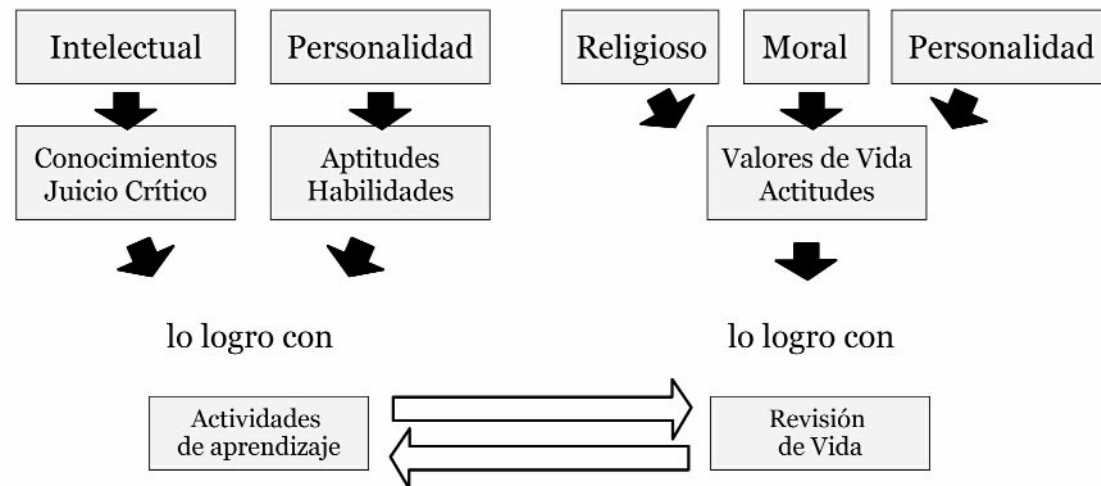 Intelectual
Personalidad
Religioso
Moral
Personalidad
Conocimientos
Juicio Crítico
Aptitudes
Habilidades
Valores de Vida
Actitudes
lo logro con
lo logro con
Actividades
de aprendizaje
Revisión
de Vida